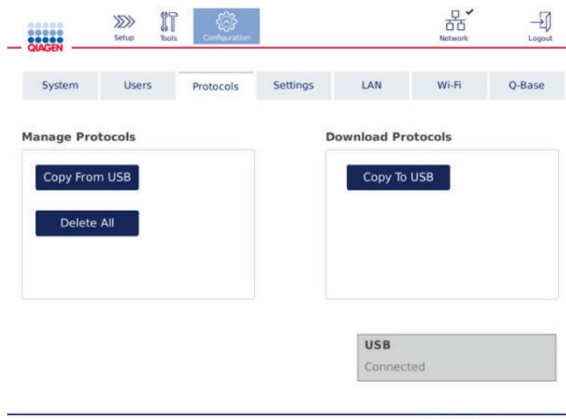 QIAGEN
Setup
Tools
Configuration
Network
Logout
System
Users
Protocols
Settings
LAN
Wi-Fi
Q-Base
Manage Protocols
Download Protocols
Copy From USB
Copy To USB
Delete All
USB
Connected